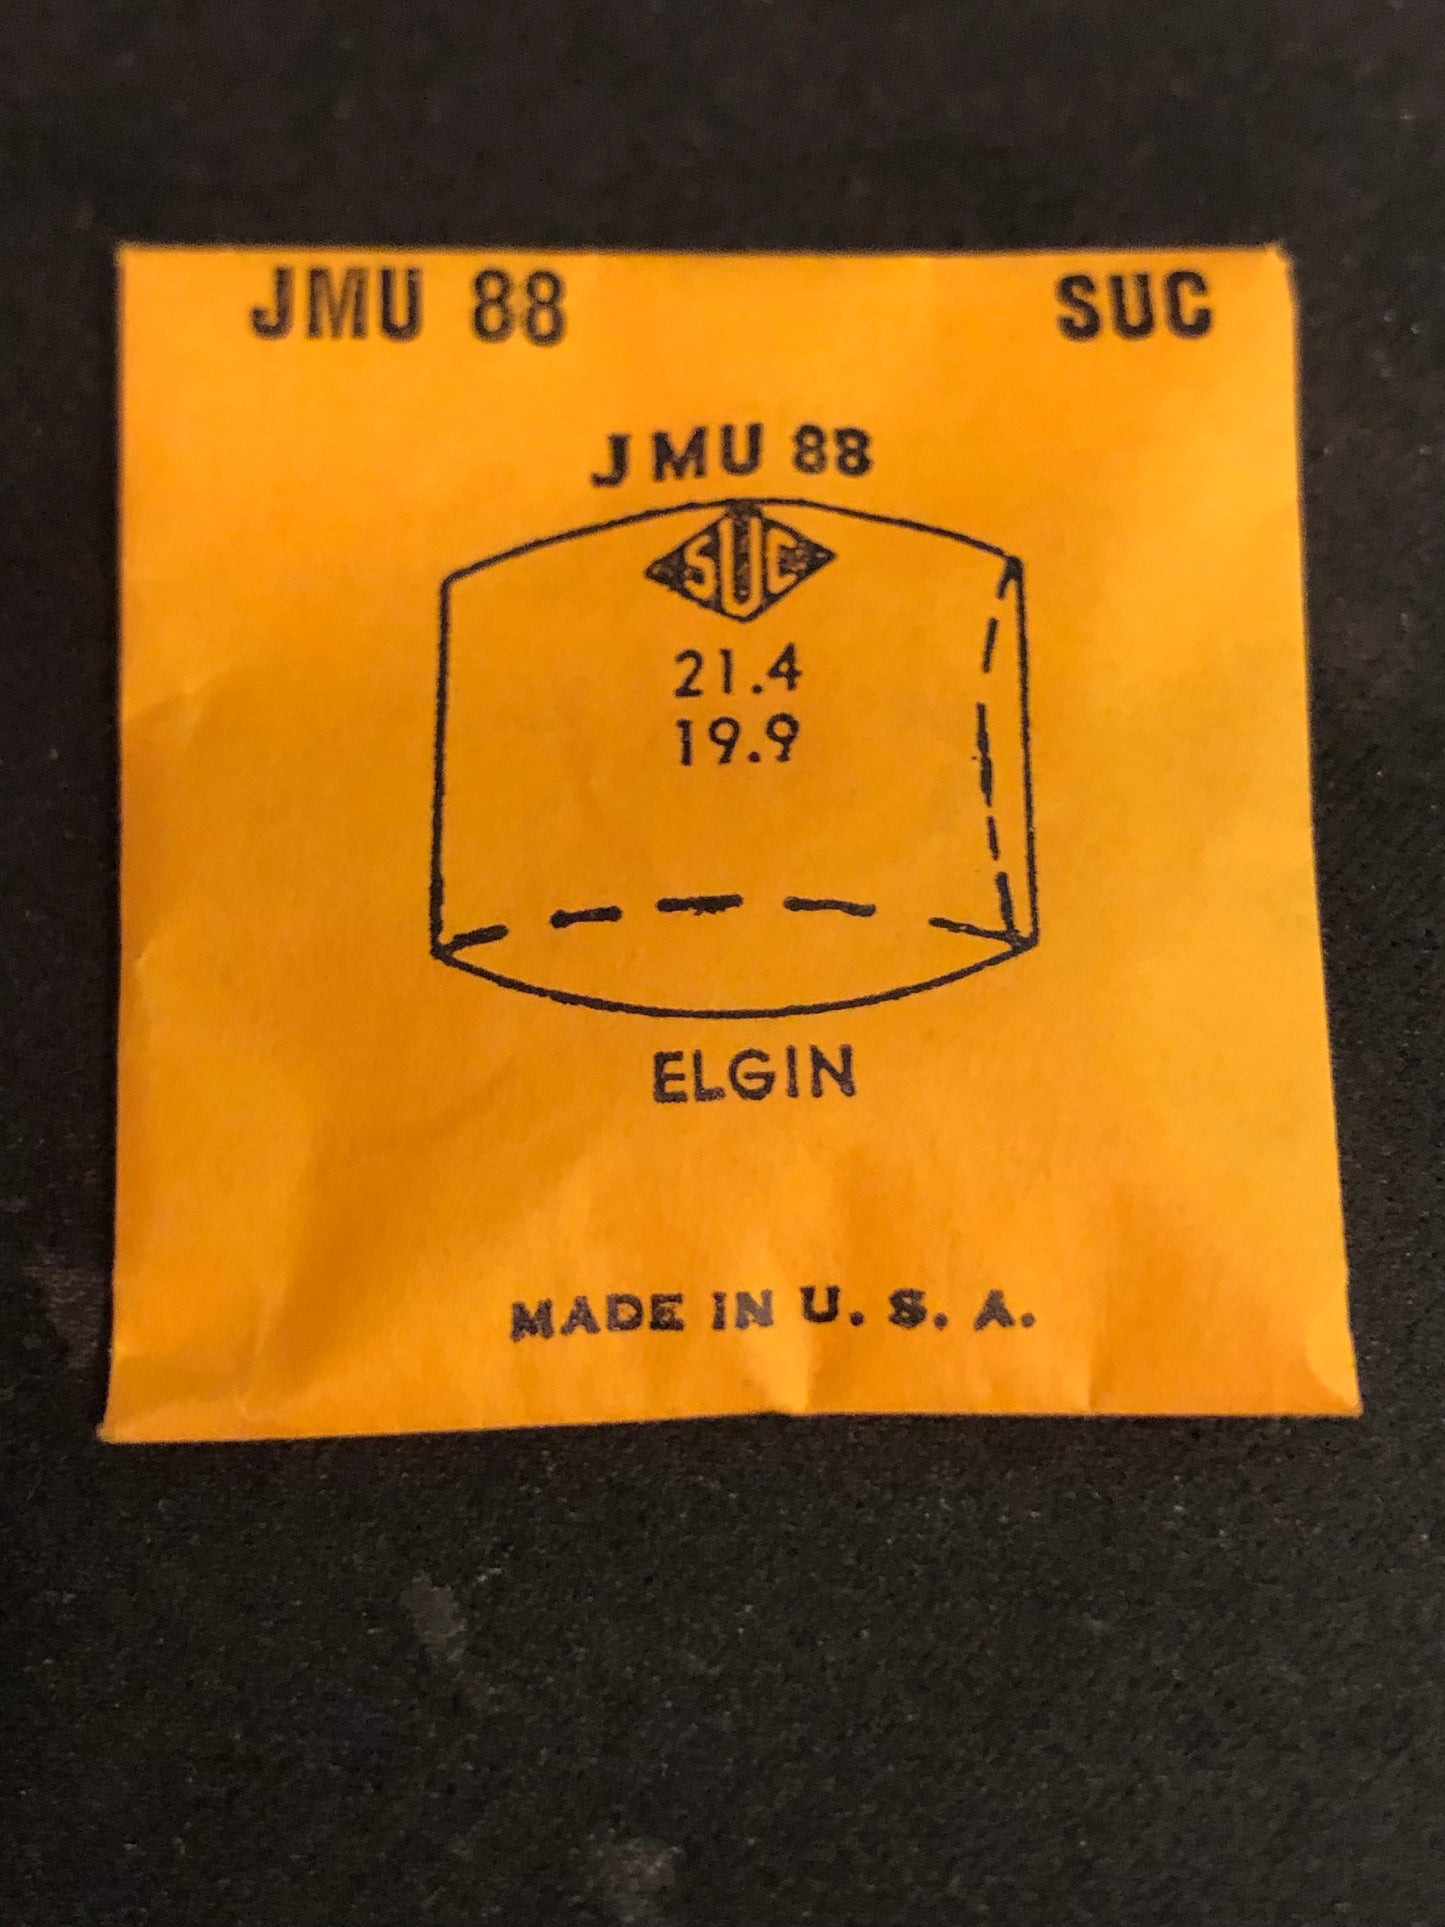 JMU 88 SUC
JMU 88
SUC
21.4
19.9
ELGIN
MADE IN U. S. A.